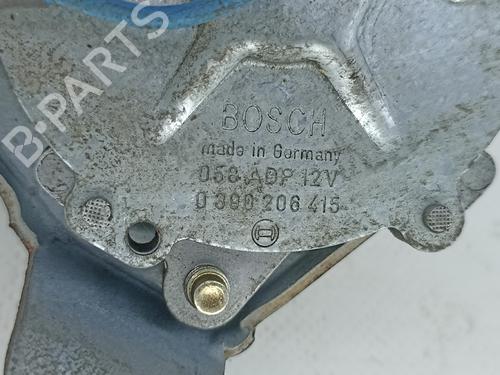 B-PARTS
BOSCH
made in Germany
058 ADP 12V
0 390 206 415